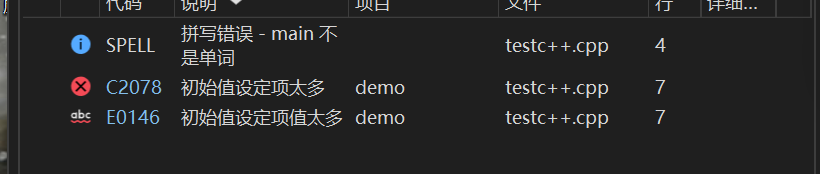 代码 说明 项目 文件 行 详细...
SPELL 拼写错误 - main 不是单词 testc++.cpp 4
C2078 初始值设定项太多 demo testc++.cpp 7
abc E0146 初始值设定项值太多 demo testc++.cpp 7